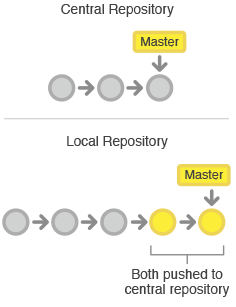 Central Repository
Master
Local Repository
Master
Both pushed to
central repository